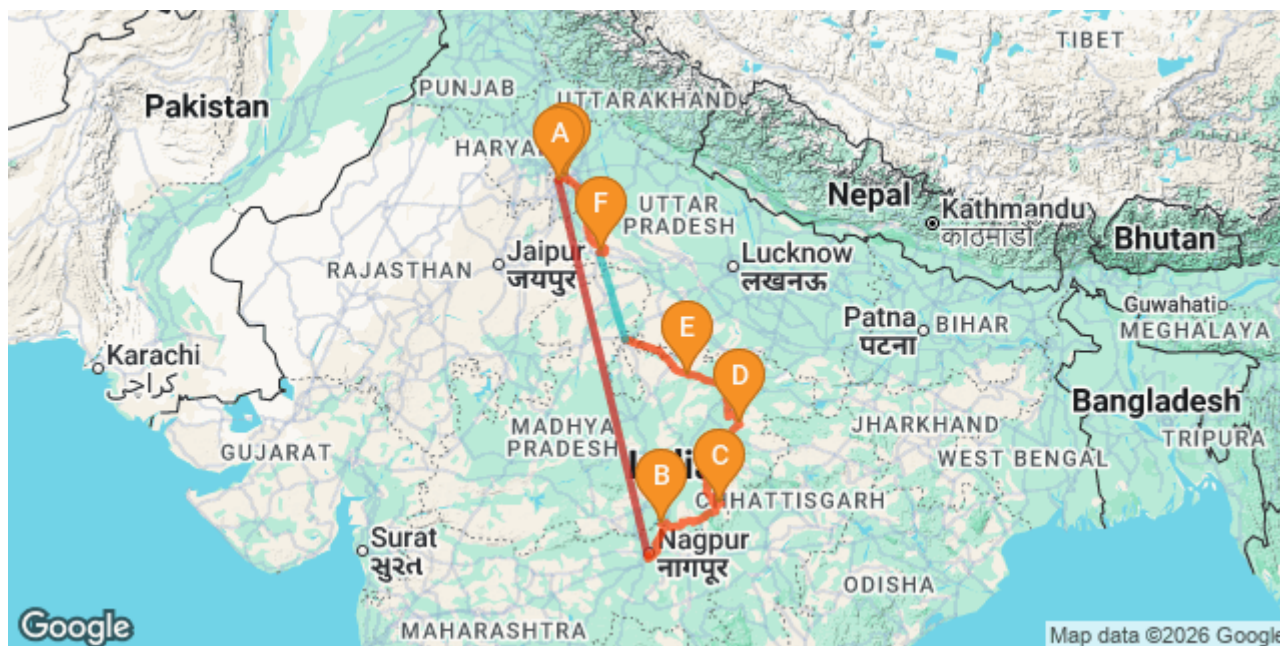 TIBET
PUNJAB
UTTARAKHAND
Pakistan
A
HARYA
F
UTTAR
PRADESH
Nepal
Kathmandu
काठमाडौं
Bhutan
Jaipur
जयपुर
Lucknow
लखनऊ
RAJASTHAN
Guwahati
MEGHALAYA
Patna
पटना
BIHAR
E
Karachi
کراچی
D
Bangladesh
JHARKHAND
MADHYA
PRADESH
GUJARAT
WEST BENGAL
TRIPURA
B
C
CHHATTISGARH
Surat
सुरत
Nagpur
नागपूर
ODISHA
MAHARASHTRA
Google
Map data ©2026 Google